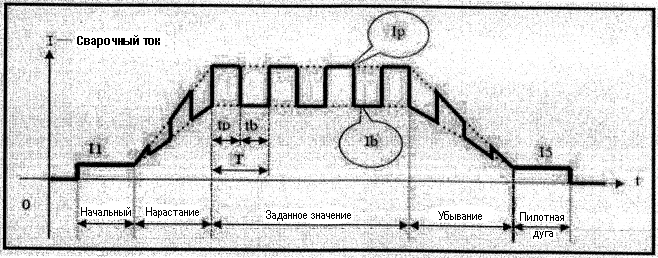 I — Сварочный ток
Ip
tp tb
Ib
I1
T
I5
t
0
Начальный
Нарастание
Заданное значение
Убывание
Пилотная
дуга